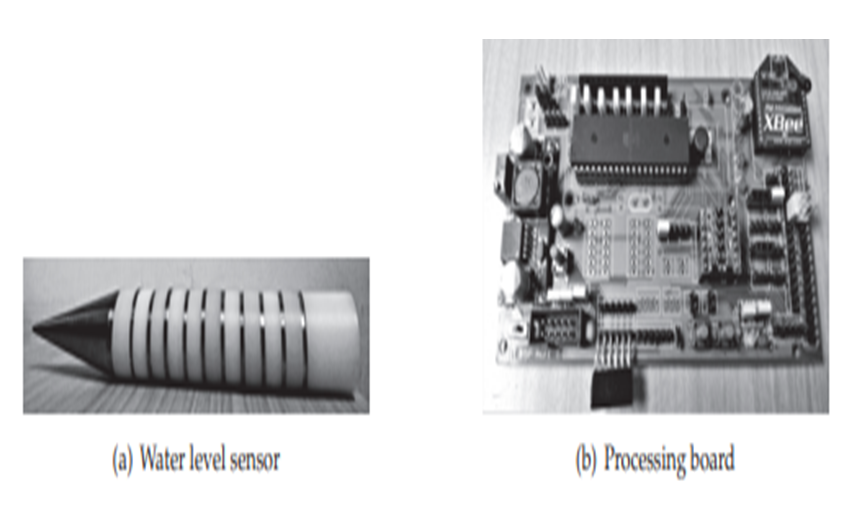 XBee
(a) Water level sensor
(b) Processing board